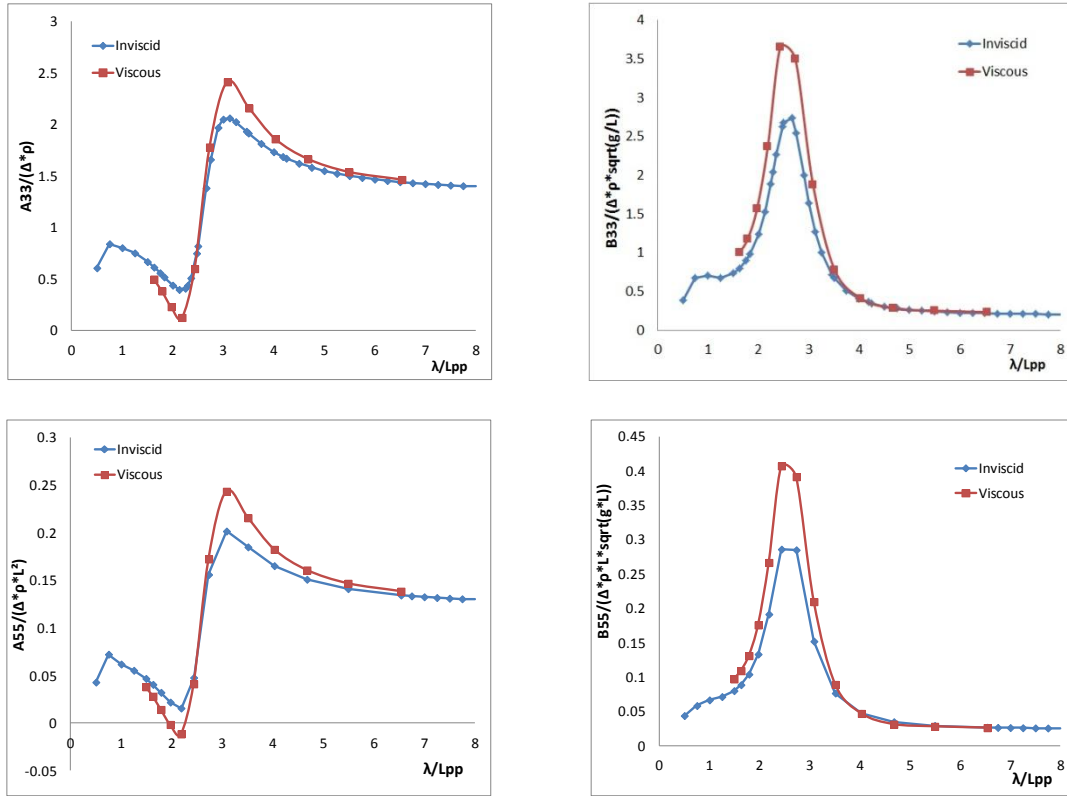 3
2.5
2
1.5
1
0.5
0
0 1 2 3 4 5 6 7 8
A33/(Δ*ρ)
λ/Lpp
Inviscid
Viscous
4
3.5
3
2.5
2
1.5
1
0.5
0
0 1 2 3 4 5 6 7 8
B33/(Δ*ρ*sqrt(g/L))
λ/Lpp
Inviscid
Viscous
0.3
0.25
0.2
0.15
0.1
0.05
0
-0.05
0 1 2 3 4 5 6 7 8
A55/(Δ*ρ*L²)
λ/Lpp
Inviscid
Viscous
0.45
0.4
0.35
0.3
0.25
0.2
0.15
0.1
0.05
0
0 1 2 3 4 5 6 7 8
B55/(Δ*ρ*L*sqrt(g*L))
λ/Lpp
Inviscid
Viscous